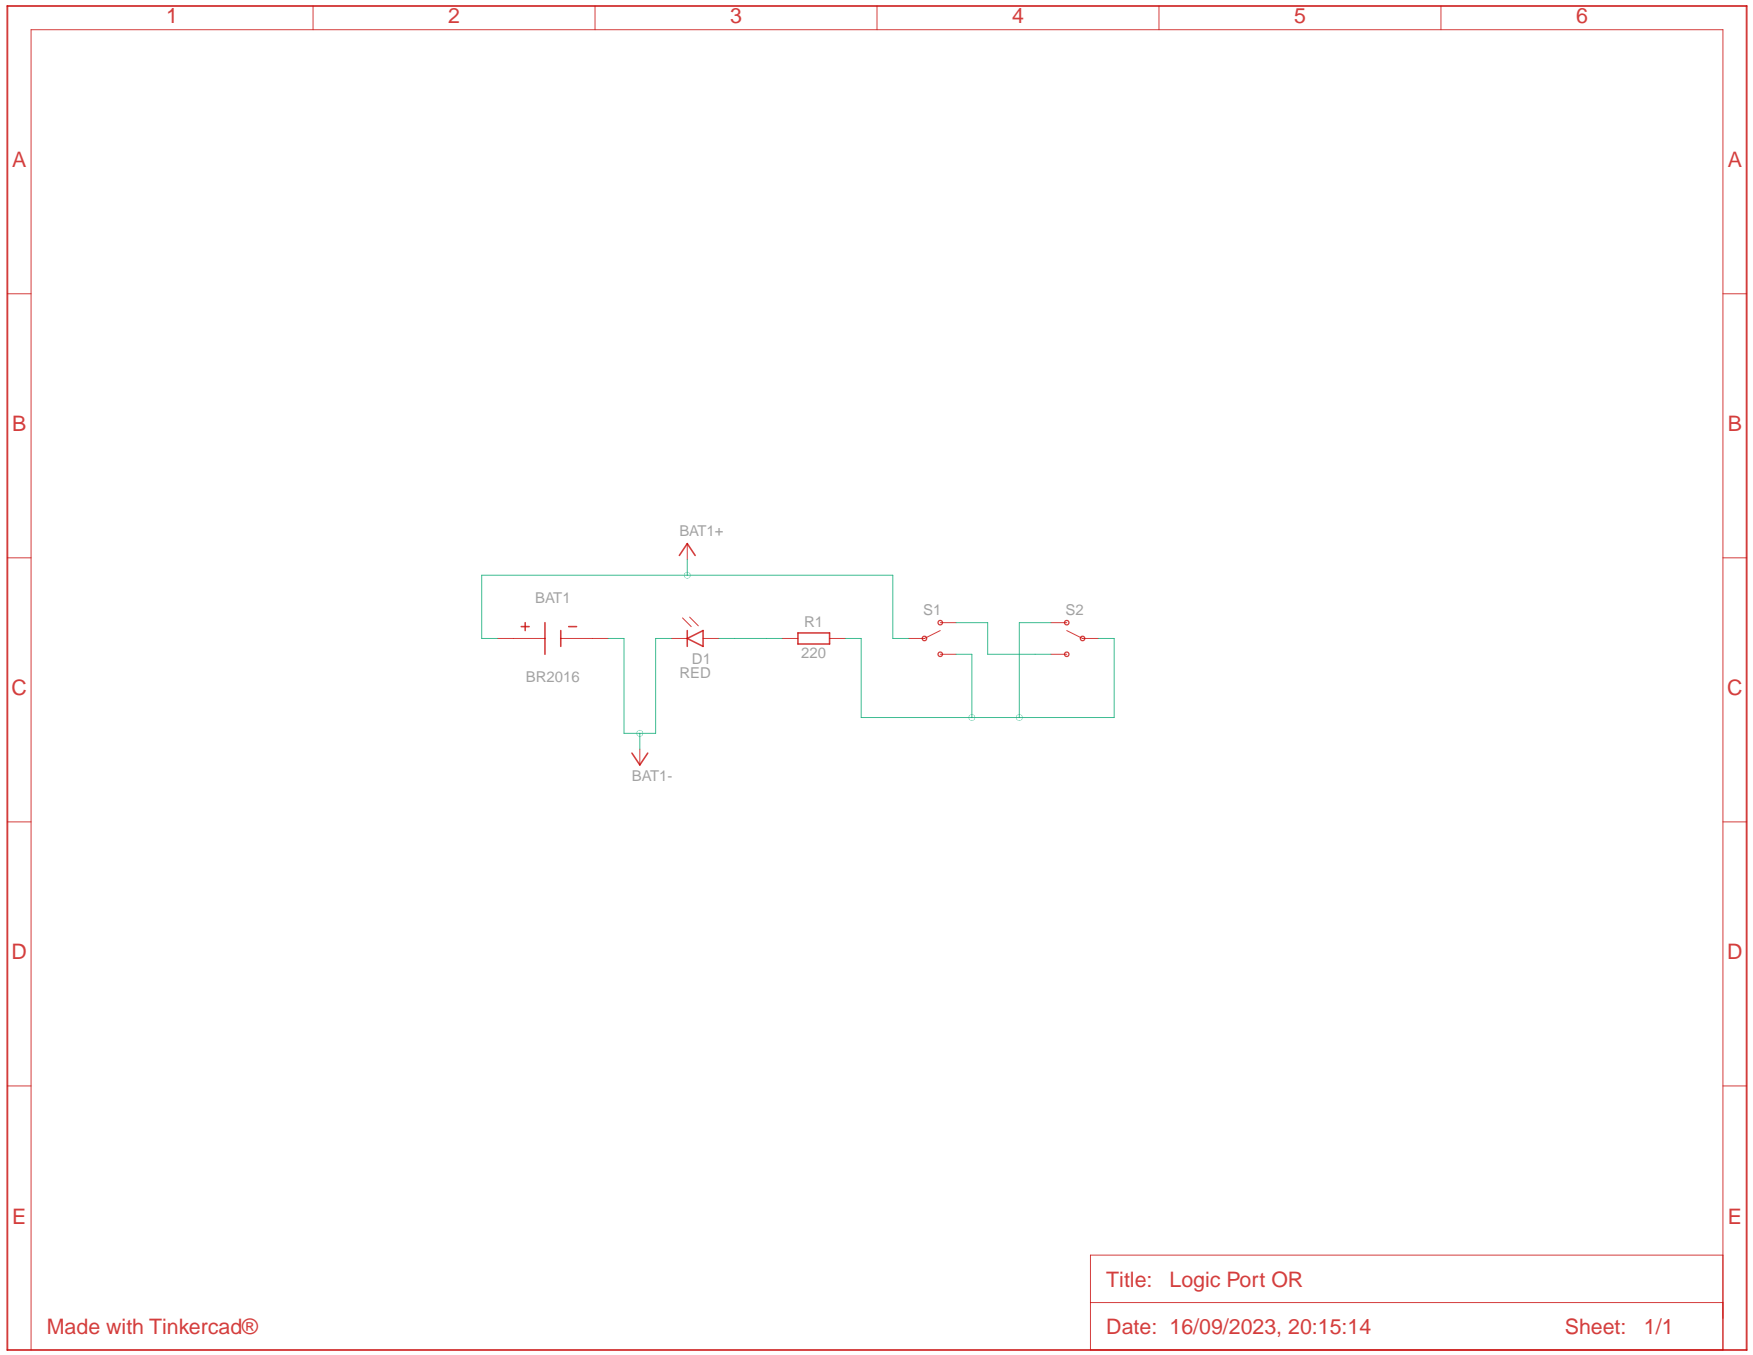 1 2 3 4 5 6
A A
B B
BAT1+
BAT1
S1 S2
+ −
R1
220
D1
RED
BR2016
C C
BAT1-
D D
E E
Title: Logic Port OR
Made with Tinkercad®
Date: 16/09/2023, 20:15:14 Sheet: 1/1